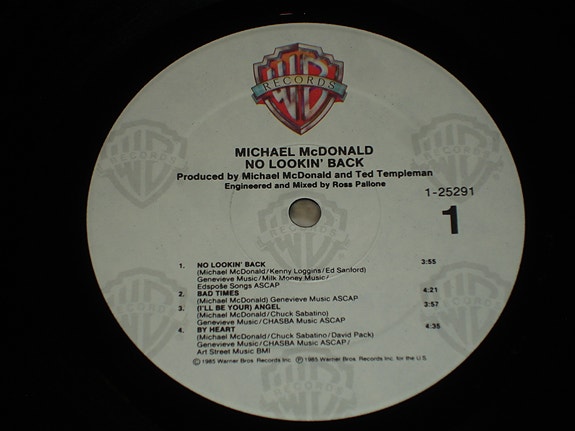 RECORDS
MICHAEL McDONALD
NO LOOKIN' BACK
Produced by Michael McDonald and Ted Templeman
Engineered and Mixed by Ross Pallone
1-25291
1
1. NO LOOKIN' BACK 3:55
(Michael McDonald/Kenny Loggins/Ed Sanford)
Genevieve Music/Milk Money Music/
Edspoše Songs ASCAP
2. BAD TIMES 4:21
(Michael McDonald) Genevieve Music ASCAP
3. (I'LL BE YOUR) ANGEL 3:57
(Michael McDonald/Chuck Sabatino)
Genevieve Music/CHASBA Music ASCAP
4. BY HEART 4:35
(Michael McDonald/Chuck Sabatino/David Pack)
Genevieve Music/CHASBA Music ASCAP/
Art Street Music BMI
©1985 Warner Bros. Records Inc. ℗1985 Warner Bros. Records Inc. for the U.S.